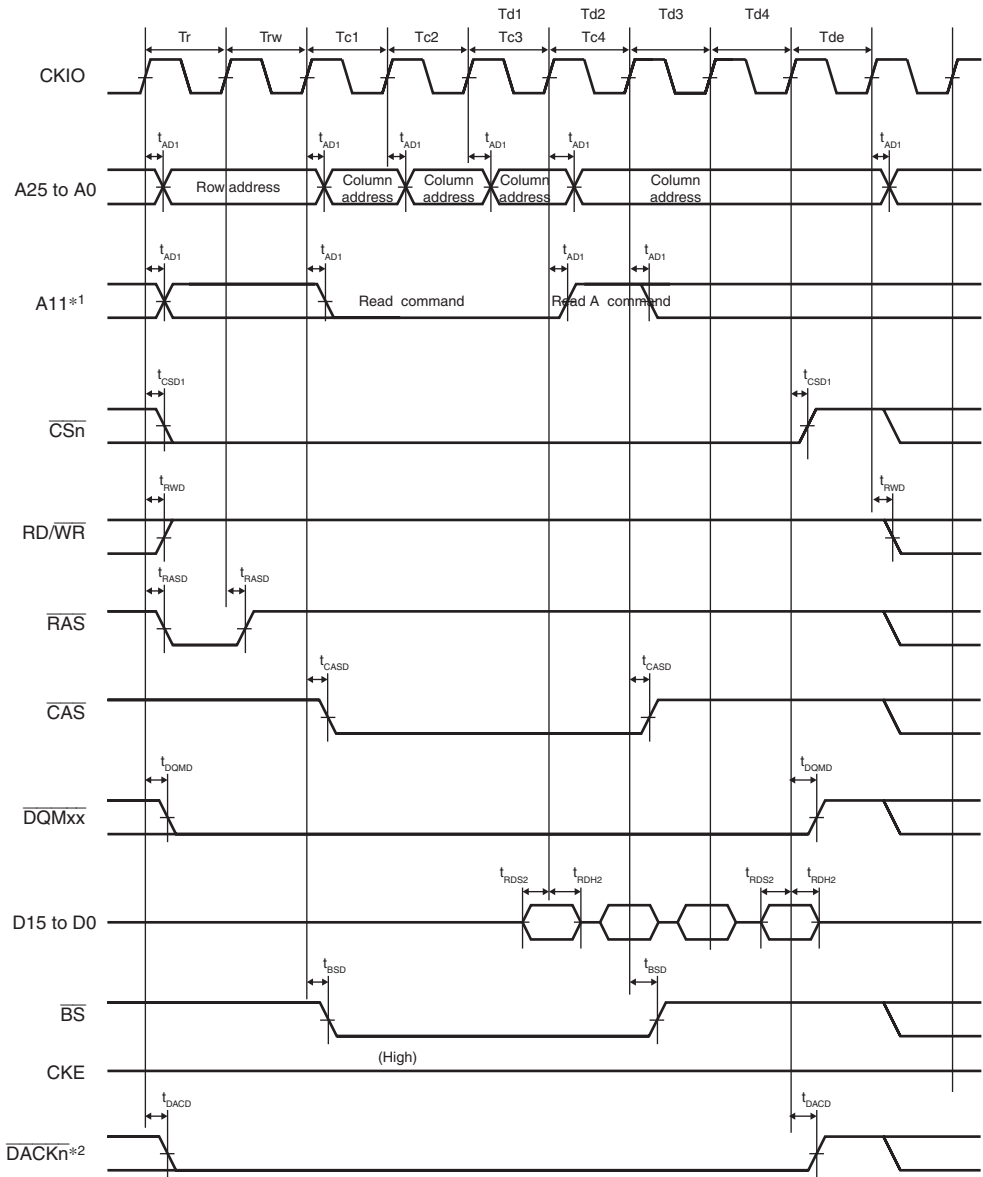 Td1 Td2 Td3 Td4
Tr Trw Tc1 Tc2 Tc3 Tc4 Tde
CKIO
tAD1 tAD1 tAD1 tAD1 tAD1 tAD1
A25 to A0
Row address
Column address
Column address
Column address
Column address
tAD1 tAD1 tAD1 tAD1
A11*1
Read command
Read A command
tCSD1 tCSD1
CSn
tRWD tRWD
RD/WR
tRASD tRASD
RAS
tCASD tCASD
CAS
tDQMD tDQMD
DQMxx
tRDS2 tRDH2 tRDS2 tRDH2
D15 to D0
tBSD tBSD
BS
(High)
CKE
tDACD tDACD
DACKn*2